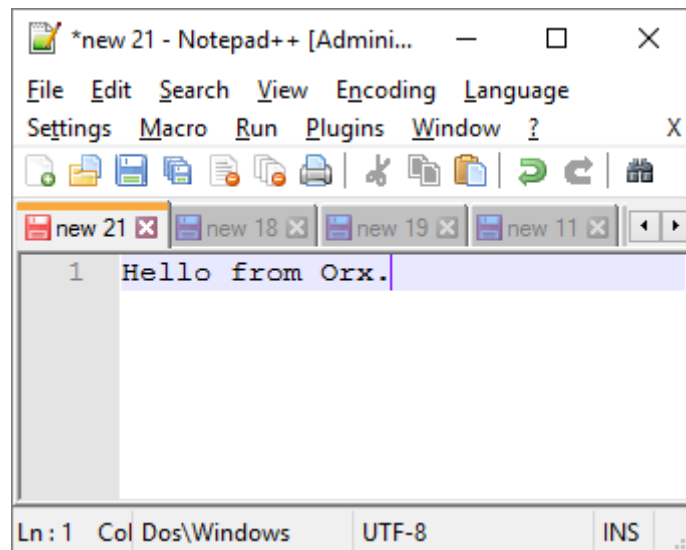 *new 21 - Notepad++ [Admini...
File Edit Search View Encoding Language
Settings Macro Run Plugins Window ? X
new 21 new 18 new 19 new 11
1 Hello from Orx.
Ln : 1 Col Dos\Windows UTF-8 INS